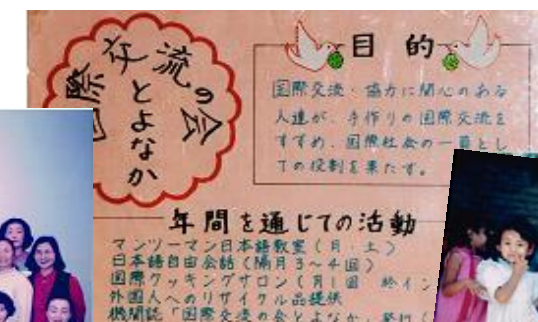 国際交流の会
とよなか
目的
国際交流・協力に関心のある
人達が、手作りの国際交流を
すすめ、国際社会の一員とし
ての役割を果たす。
年間を通じての活動
マンツーマン日本語教室(月・土)
日本語自由会話(隔月3〜4回)
国際クッキングサロン(月1回
外国人へのリサイクル品提供
機関誌「国際交流の会とよなか」発行(